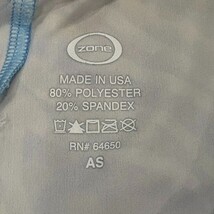 ZONE
MADE IN USA
80% POLYESTER
20% SPANDEX
RN# 64650
AS